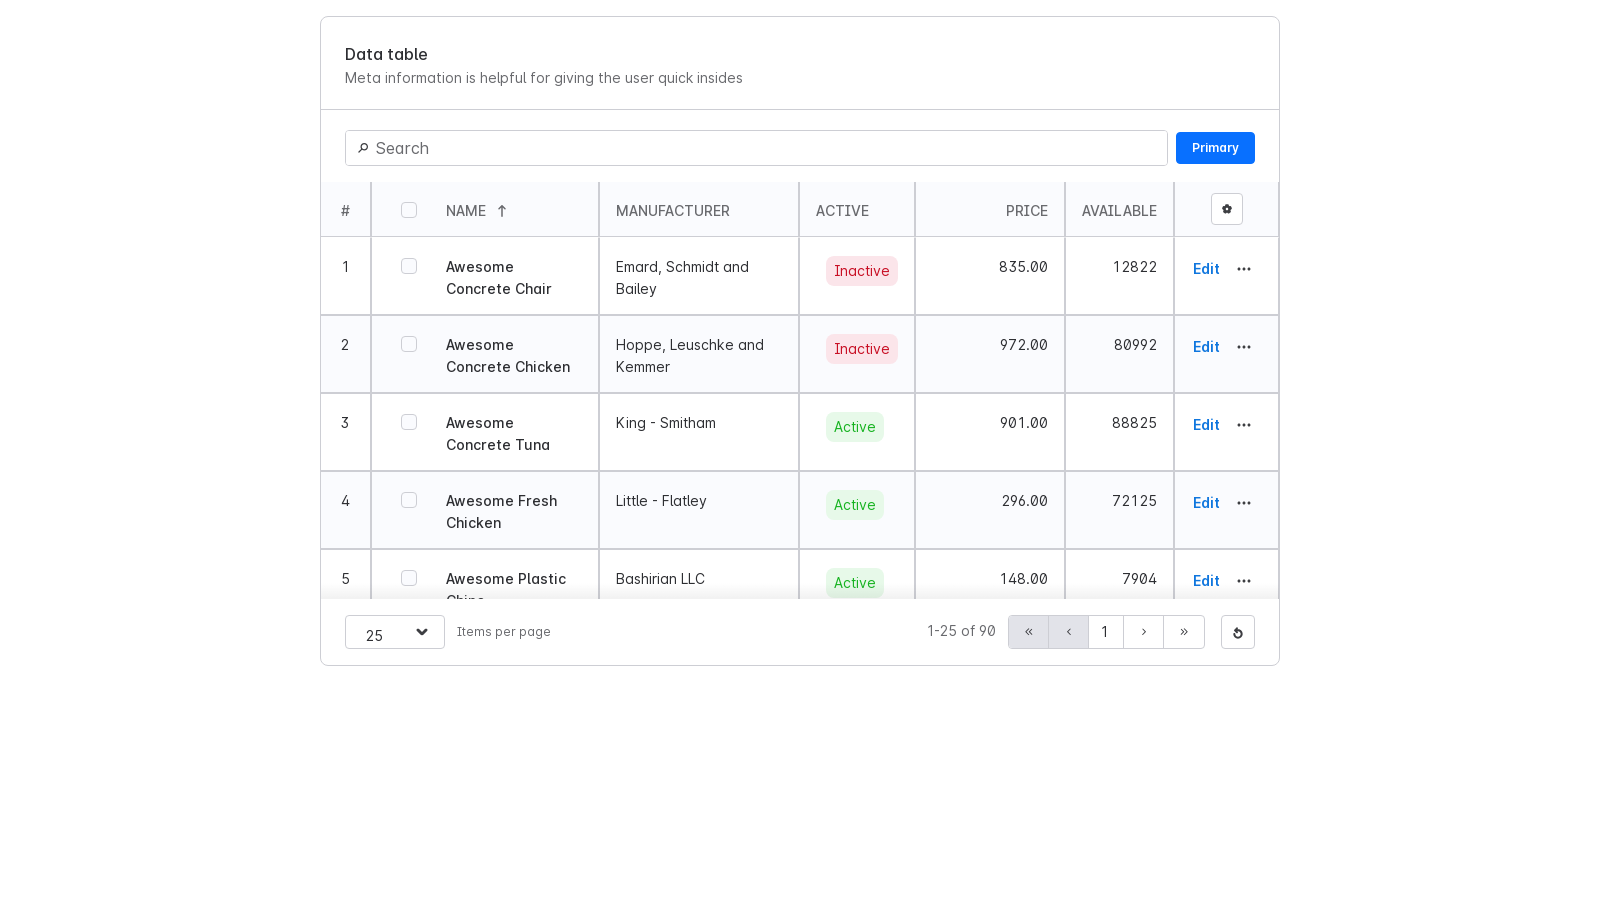 Data table
Meta information is helpful for giving the user quick insides
Search
Primary
# NAME MANUFACTURER ACTIVE PRICE AVAILABLE
1 Awesome Concrete Chair Emard, Schmidt and Bailey Inactive 835.00 12822 Edit
2 Awesome Concrete Chicken Hoppe, Leuschke and Kemmer Inactive 972.00 80992 Edit
3 Awesome Concrete Tuna King - Smitham Active 901.00 88825 Edit
4 Awesome Fresh Chicken Little - Flatley Active 296.00 72125 Edit
5 Awesome Plastic Bashirian LLC Active 148.00 7904 Edit
25 Items per page 1-25 of 90 « ‹ 1 › »